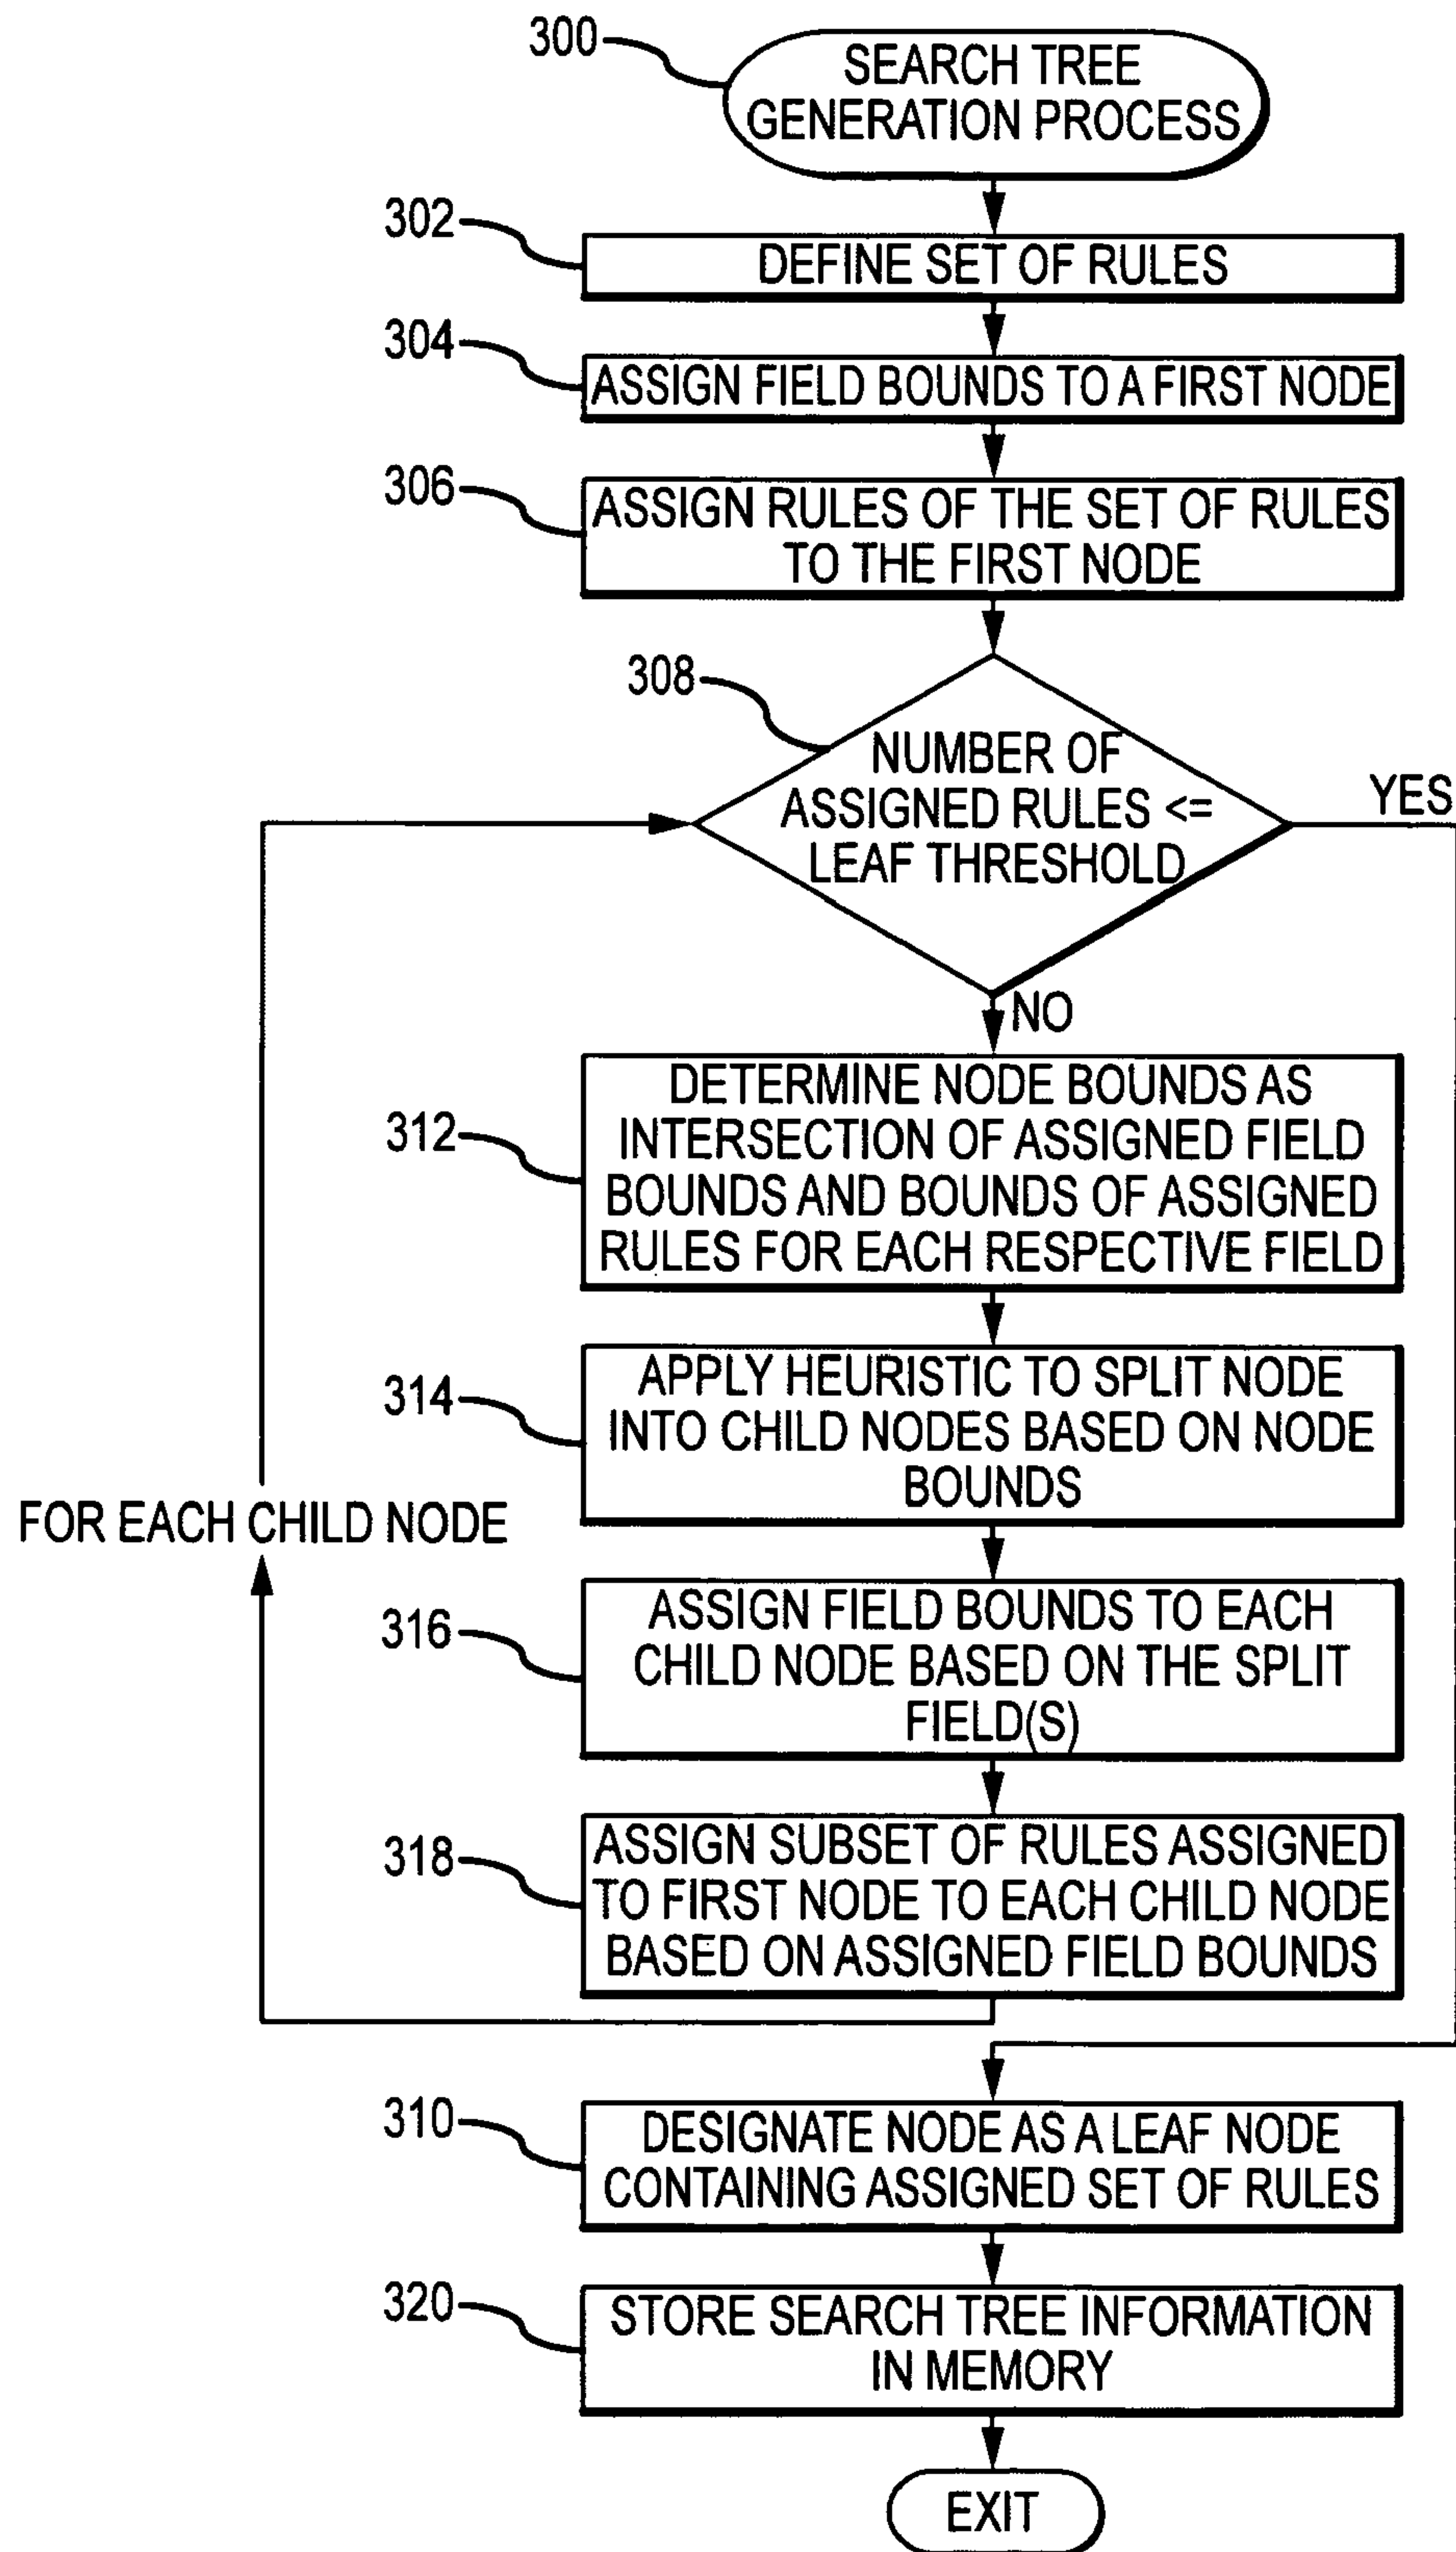 300
SEARCH TREE
GENERATION PROCESS
302
DEFINE SET OF RULES
304
ASSIGN FIELD BOUNDS TO A FIRST NODE
306
ASSIGN RULES OF THE SET OF RULES
TO THE FIRST NODE
308
NUMBER OF
ASSIGNED RULES <=
LEAF THRESHOLD
YES
NO
312
DETERMINE NODE BOUNDS AS
INTERSECTION OF ASSIGNED FIELD
BOUNDS AND BOUNDS OF ASSIGNED
RULES FOR EACH RESPECTIVE FIELD
314
APPLY HEURISTIC TO SPLIT NODE
INTO CHILD NODES BASED ON NODE
BOUNDS
FOR EACH CHILD NODE
316
ASSIGN FIELD BOUNDS TO EACH
CHILD NODE BASED ON THE SPLIT
FIELD(S)
318
ASSIGN SUBSET OF RULES ASSIGNED
TO FIRST NODE TO EACH CHILD NODE
BASED ON ASSIGNED FIELD BOUNDS
310
DESIGNATE NODE AS A LEAF NODE
CONTAINING ASSIGNED SET OF RULES
320
STORE SEARCH TREE INFORMATION
IN MEMORY
EXIT